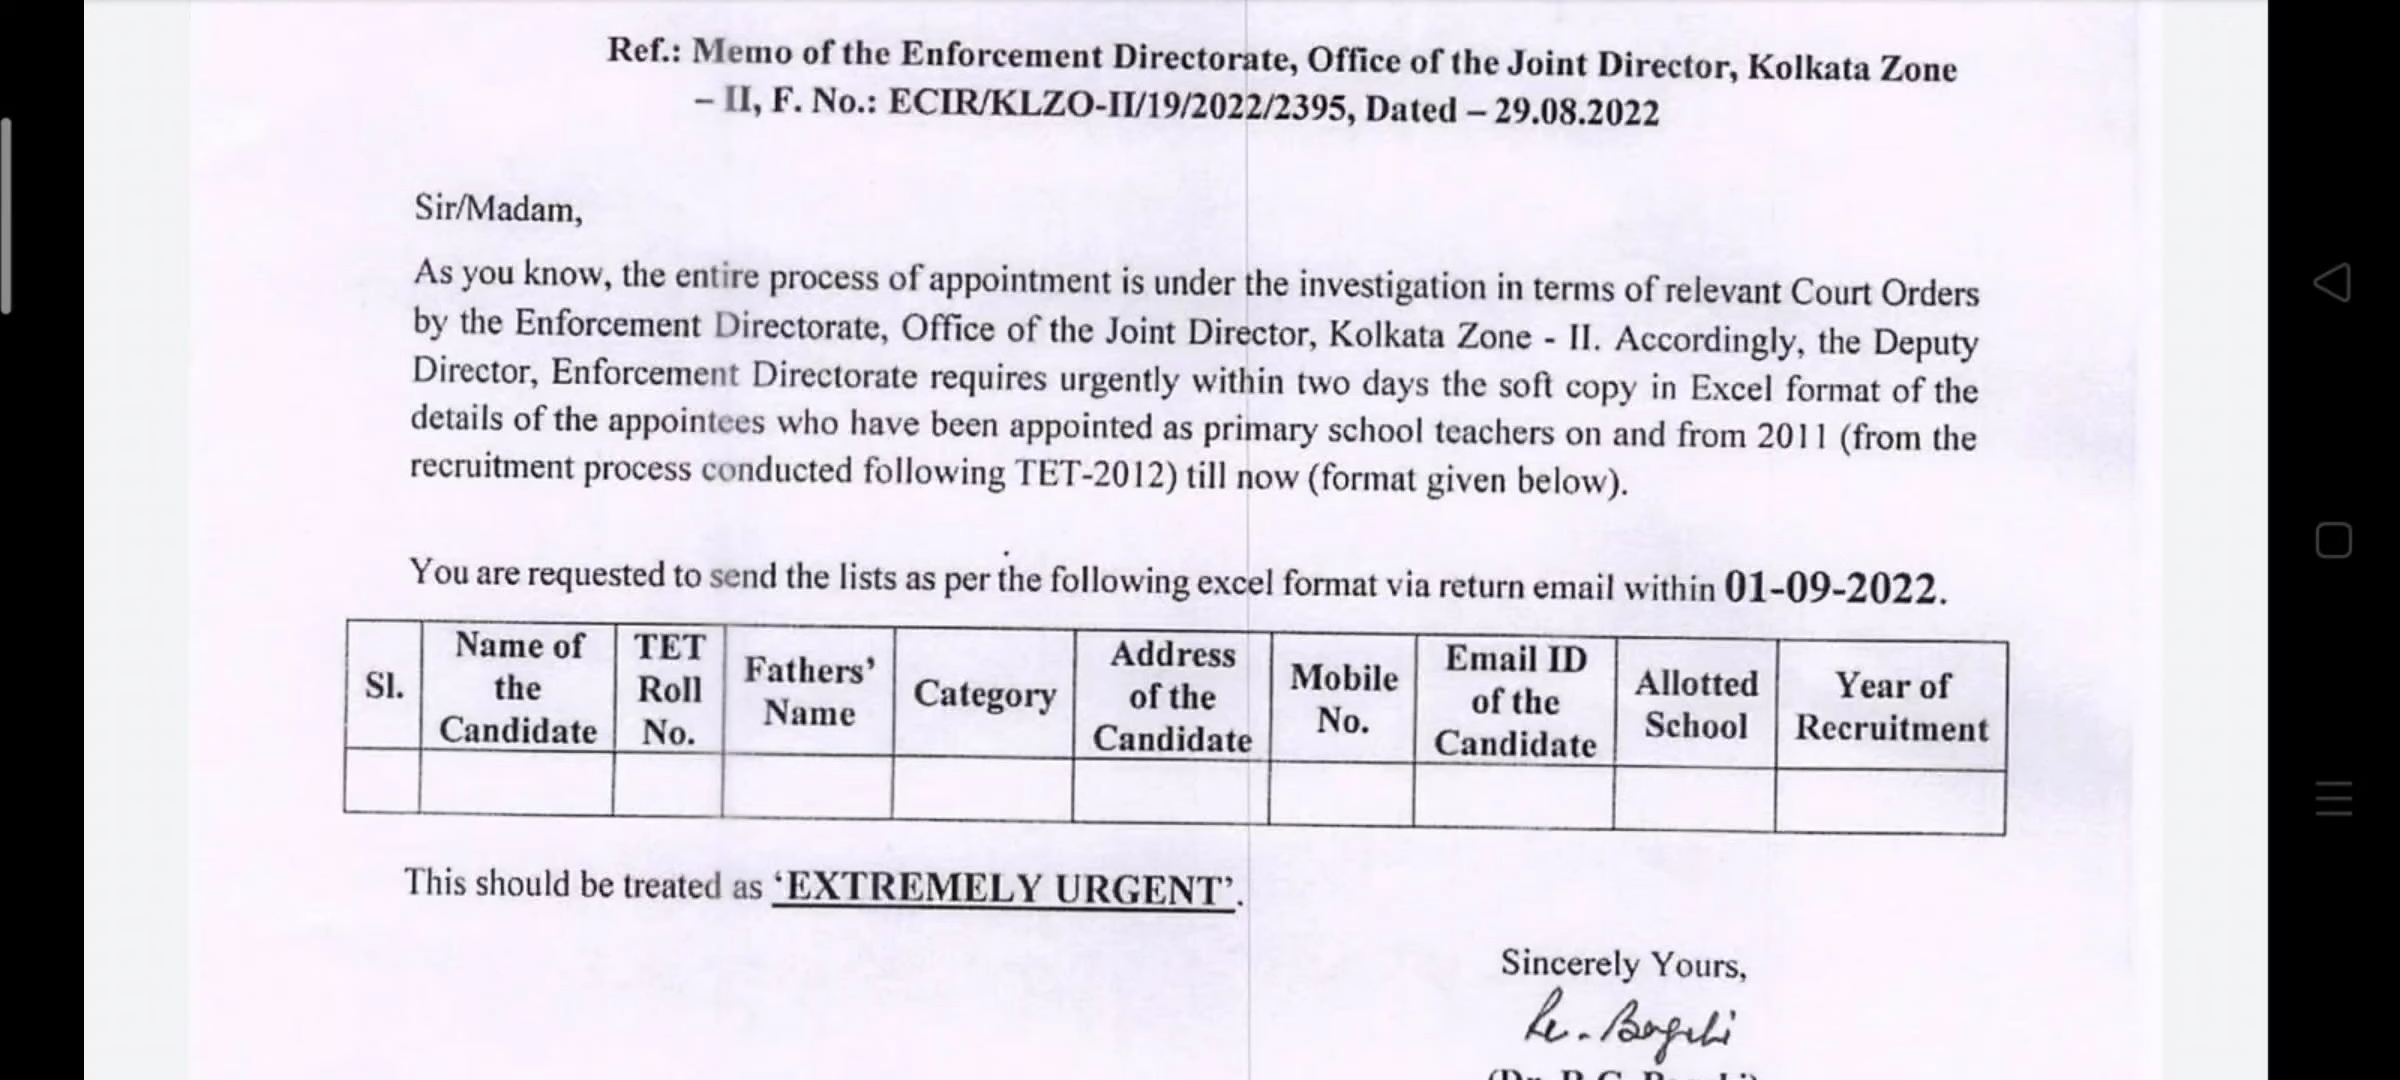 Ref.: Memo of the Enforcement Directorate, Office of the Joint Director, Kolkata Zone
– II, F. No.: ECIR/KLZO-II/19/2022/2395, Dated – 29.08.2022
Sir/Madam,
As you know, the entire process of appointment is under the investigation in terms of relevant Court Orders
by the Enforcement Directorate, Office of the Joint Director, Kolkata Zone - II. Accordingly, the Deputy
Director, Enforcement Directorate requires urgently within two days the soft copy in Excel format of the
details of the appointees who have been appointed as primary school teachers on and from 2011 (from the
recruitment process conducted following TET-2012) till now (format given below).
You are requested to send the lists as per the following excel format via return email within 01-09-2022.
Sl.
Name of
the
Candidate
TET
Roll
No.
Fathers’
Name
Category
Address
of the
Candidate
Mobile
No.
Email ID
of the
Candidate
Allotted
School
Year of
Recruitment
This should be treated as ‘EXTREMELY URGENT’.
Sincerely Yours,